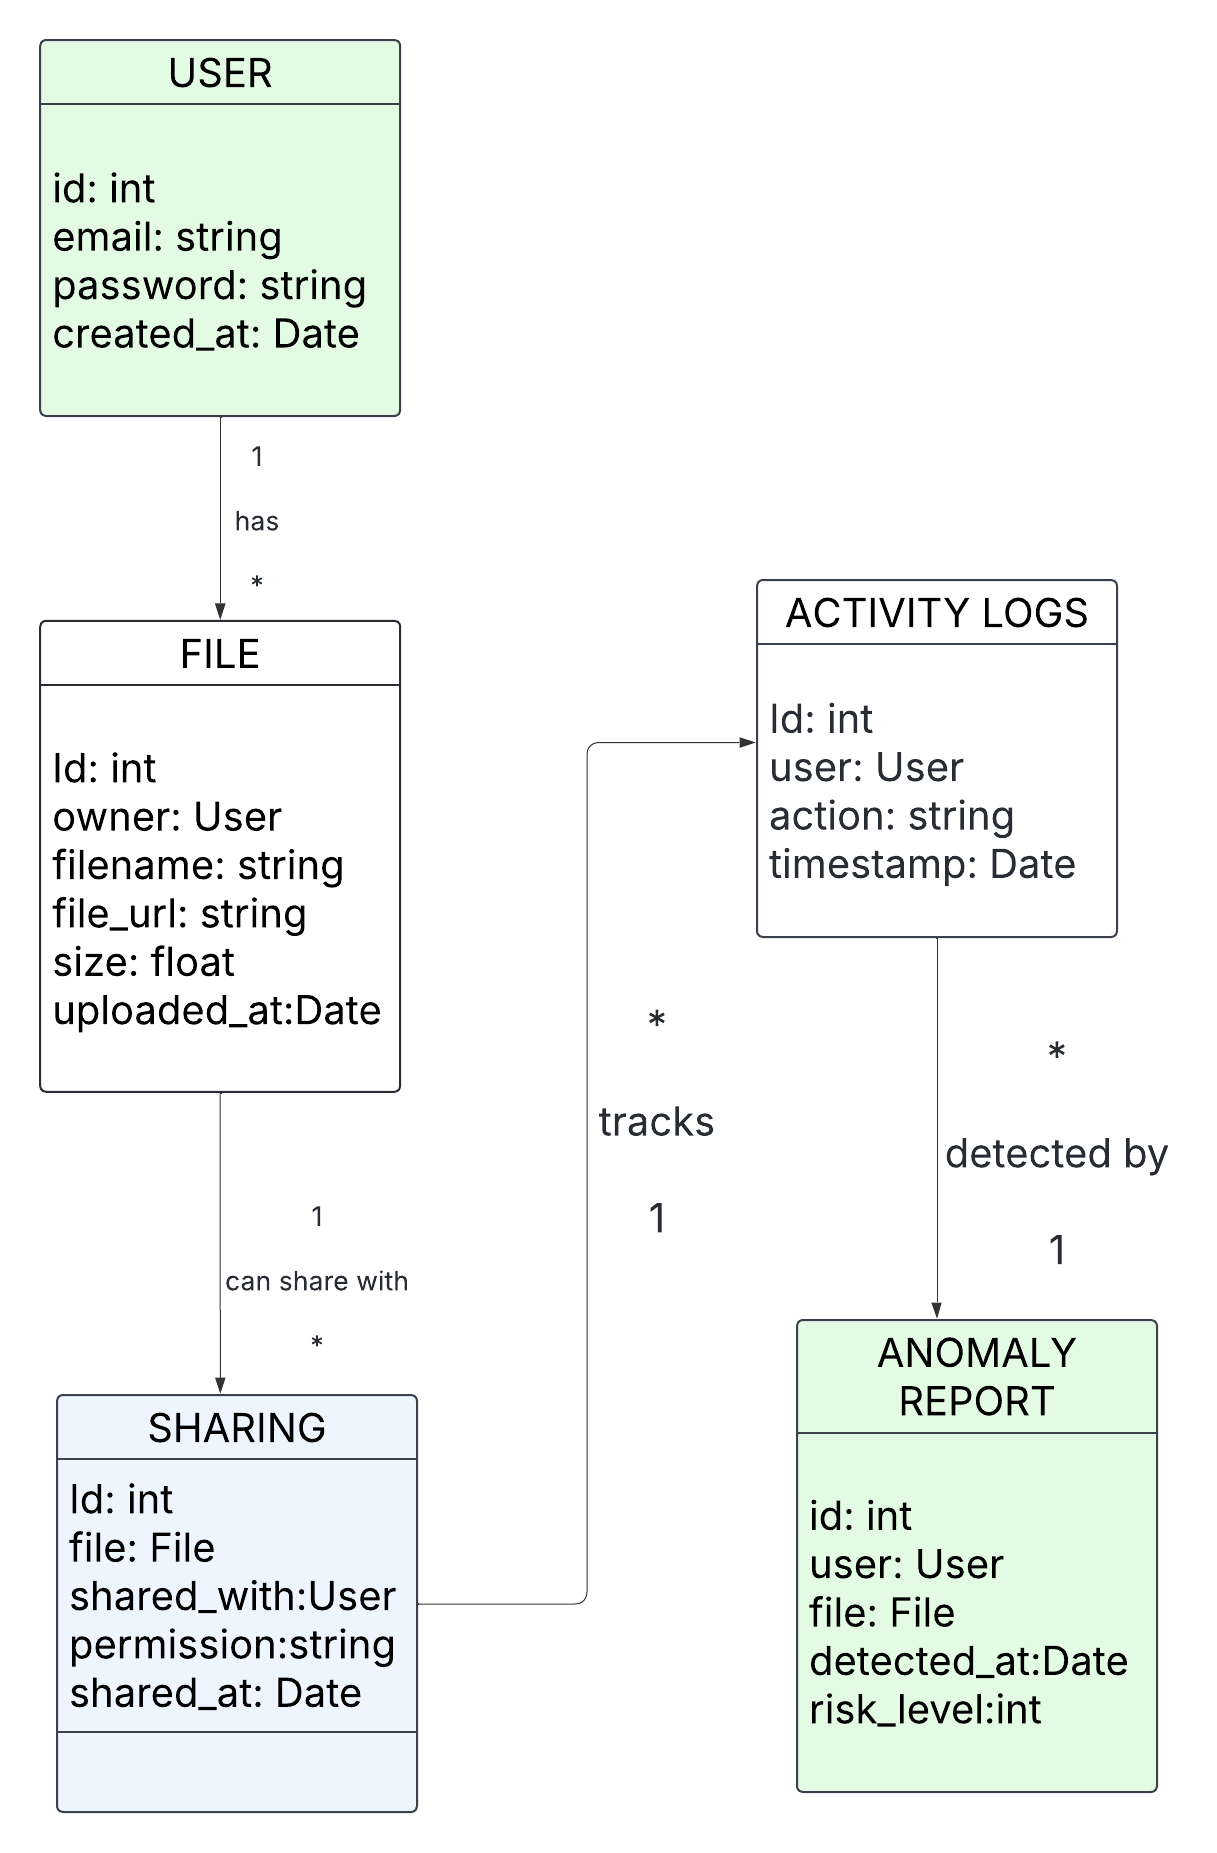 USER
id: int
email: string
password: string
created_at: Date
1
has
*
FILE
Id: int
owner: User
filename: string
file_url: string
size: float
uploaded_at:Date
1
can share with
*
SHARING
Id: int
file: File
shared_with:User
permission:string
shared_at: Date
*
tracks
1
ACTIVITY LOGS
Id: int
user: User
action: string
timestamp: Date
*
detected by
1
ANOMALY
REPORT
id: int
user: User
file: File
detected_at:Date
risk_level:int